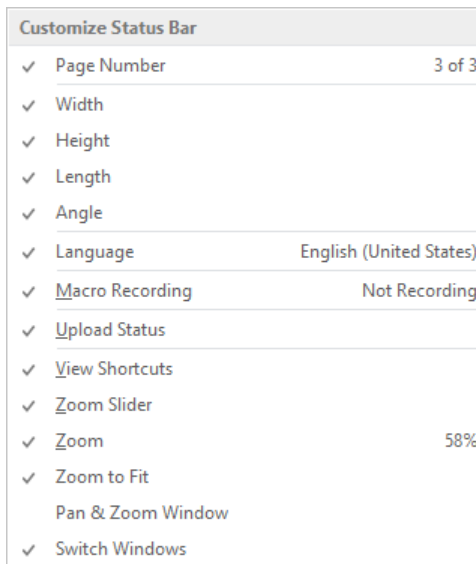 Customize Status Bar
Page Number 3 of 3
Width
Height
Length
Angle
Language English (United States)
Macro Recording Not Recording
Upload Status
View Shortcuts
Zoom Slider
Zoom 58%
Zoom to Fit
Pan & Zoom Window
Switch Windows